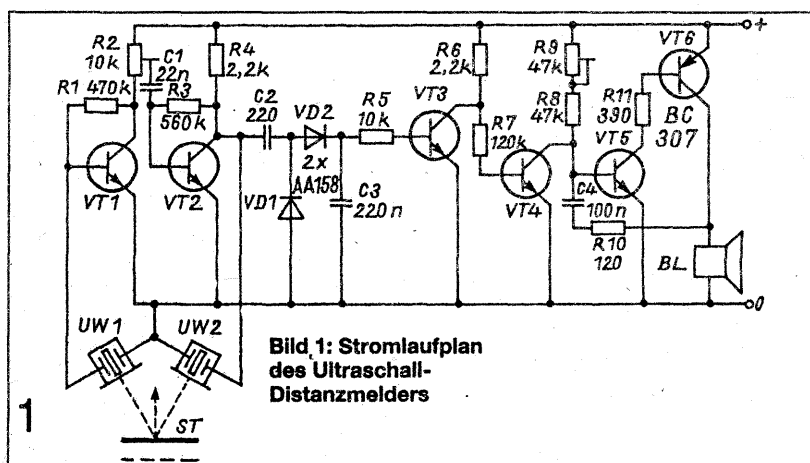 R2
10k
C1
22n
R4
2,2k
R1 470k
R3
560k
VT1
VT2
C2
220
VD2
2x
AA158
VD1
C3
220n
R5
10k
VT3
R6
2,2k
R7
120k
VT4
R9
47k
R8
47k
VT5
R11
390
VT6
BC
307
C4
100n
R10
120
BL
+
0
UW1
UW2
ST
Bild 1: Stromlaufplan
des Ultraschall-
Distanzmelders
1